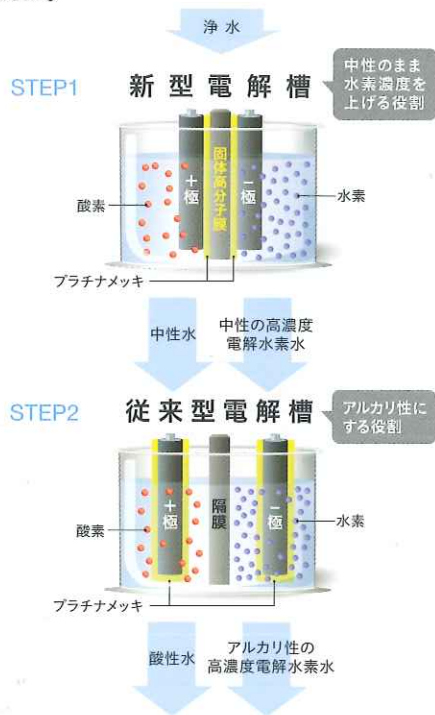 浄水
STEP1
新型電解槽
中性のまま
水素濃度を
上げる役割
+極
固体高分子膜
−極
酸素
水素
プラチナメッキ
中性水
中性の高濃度
電解水素水
STEP2
従来型電解槽
アルカリ性に
する役割
+極
隔膜
−極
酸素
水素
プラチナメッキ
酸性水
アルカリ性の
高濃度電解水素水